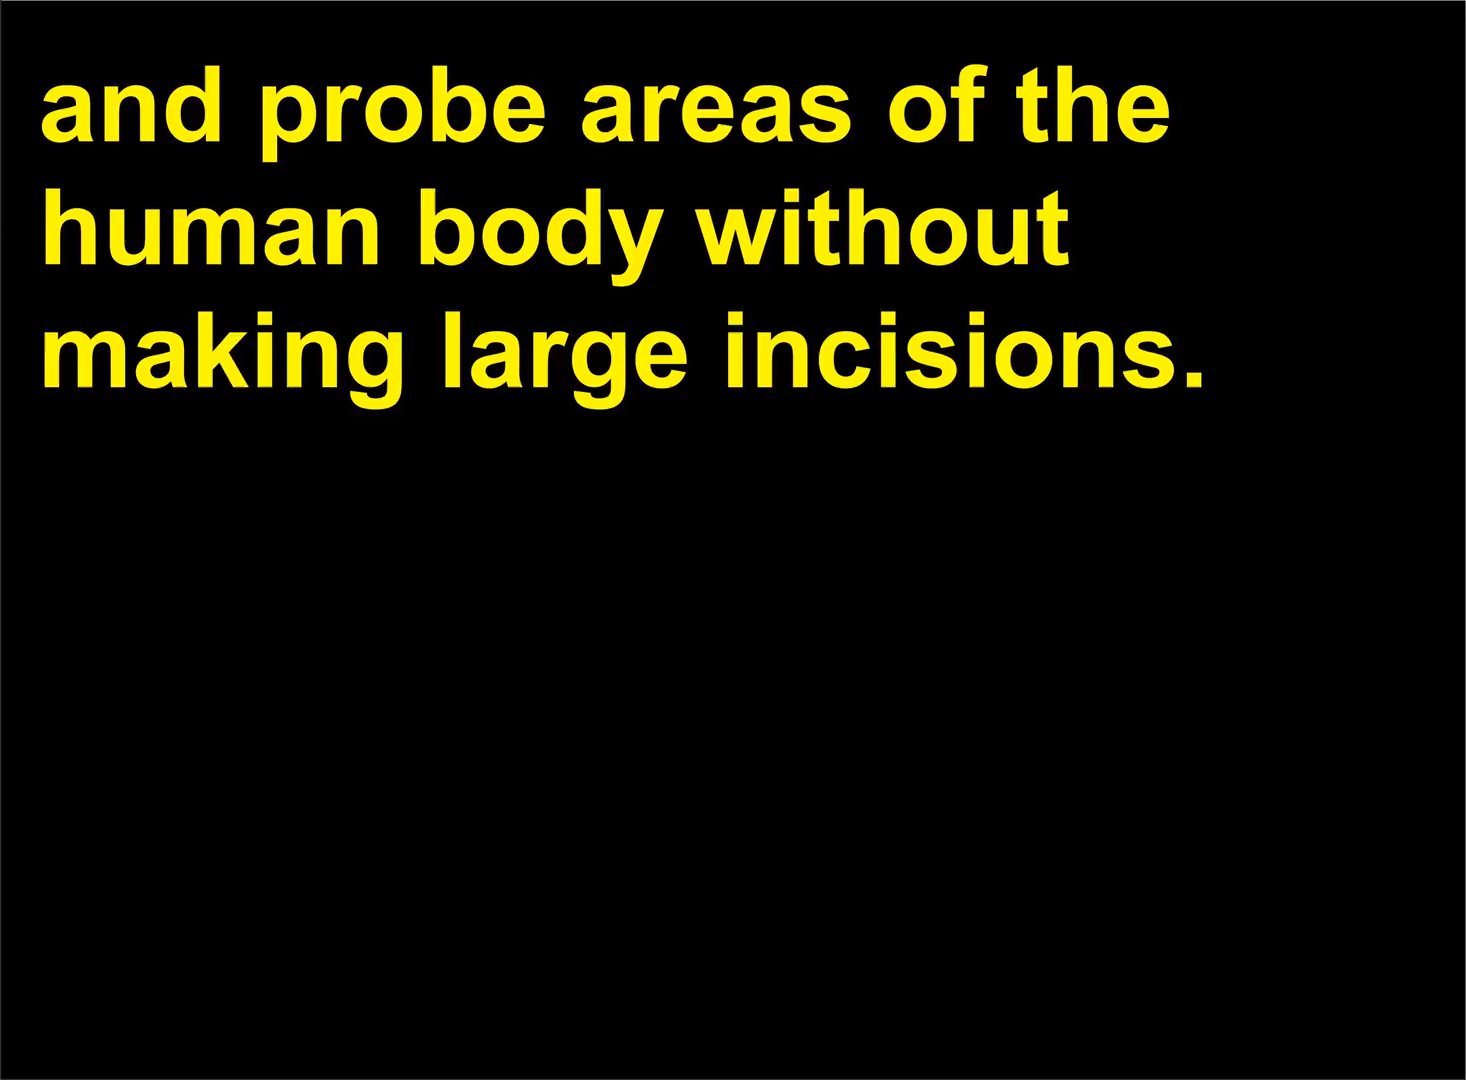 and probe areas of the
human body without
making large incisions.